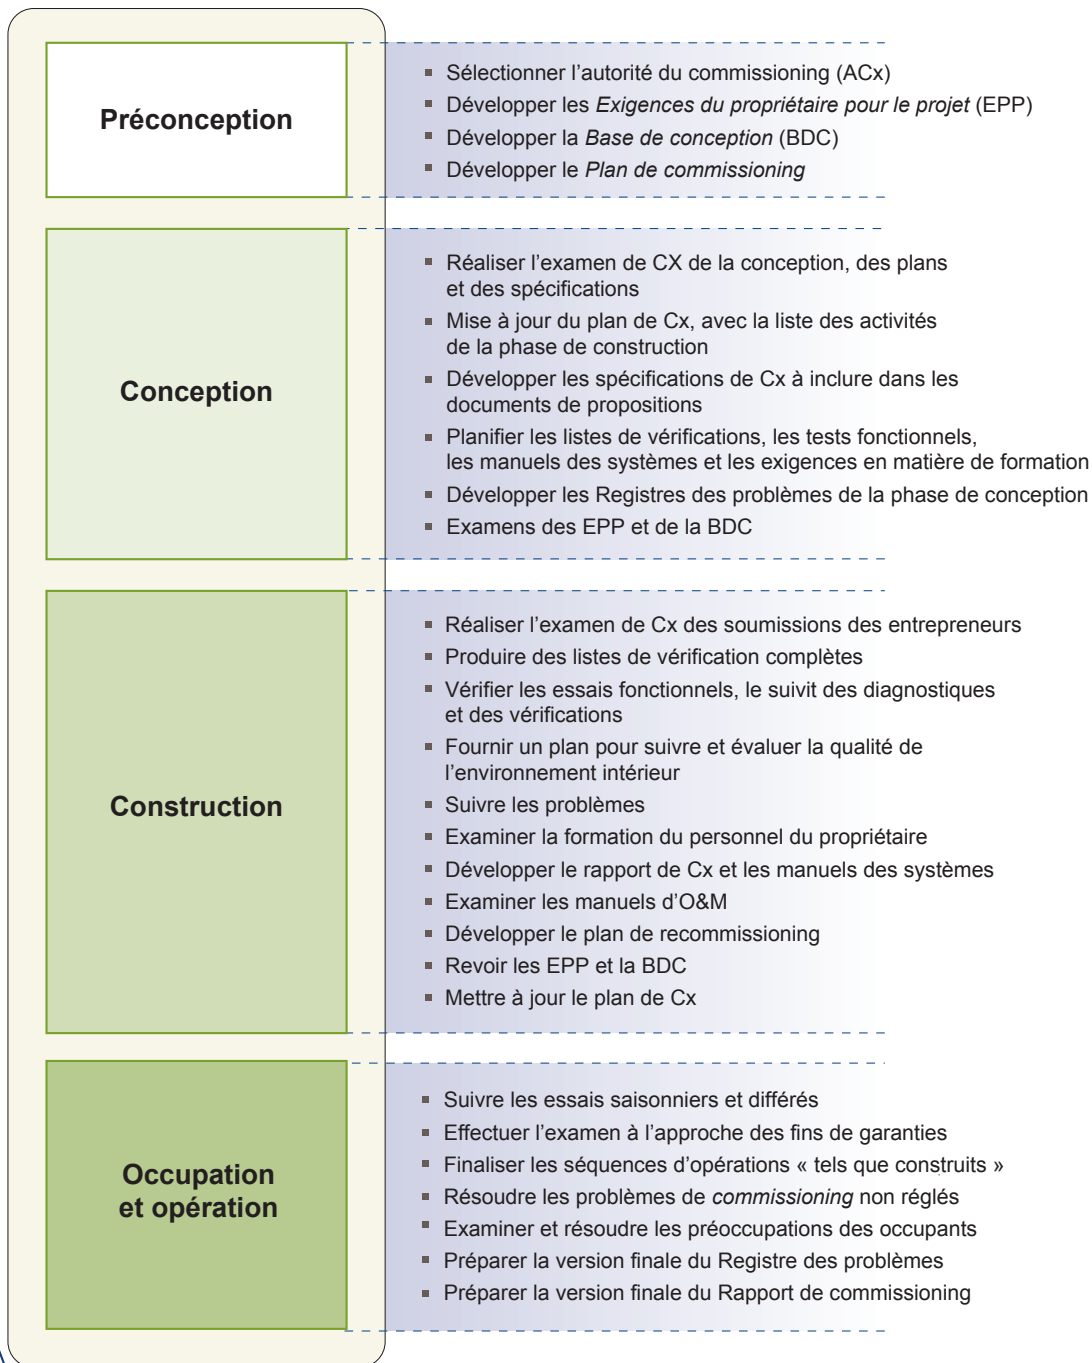 Préconception
Sélectionner l’autorité du commissioning (ACx)
Développer les Exigences du propriétaire pour le projet (EPP)
Développer la Base de conception (BDC)
Développer le Plan de commissioning
Conception
Réaliser l’examen de CX de la conception, des plans
et des spécifications
Mise à jour du plan de Cx, avec la liste des activités
de la phase de construction
Développer les spécifications de Cx à inclure dans les
documents de propositions
Planifier les listes de vérifications, les tests fonctionnels,
les manuels des systèmes et les exigences en matière de formation
Développer les Registres des problèmes de la phase de conception
Examens des EPP et de la BDC
Construction
Réaliser l’examen de Cx des soumissions des entrepreneurs
Produire des listes de vérification complètes
Vérifier les essais fonctionnels, le suivit des diagnostiques
et des vérifications
Fournir un plan pour suivre et évaluer la qualité de
l’environnement intérieur
Suivre les problèmes
Examiner la formation du personnel du propriétaire
Développer le rapport de Cx et les manuels des systèmes
Examiner les manuels d’O&M
Développer le plan de recommissioning
Revoir les EPP et la BDC
Mettre à jour le plan de Cx
Occupation
et opération
Suivre les essais saisonniers et différés
Effectuer l’examen à l’approche des fins de garanties
Finaliser les séquences d’opérations « tels que construits »
Résoudre les problèmes de commissioning non réglés
Examiner et résoudre les préoccupations des occupants
Préparer la version finale du Registre des problèmes
Préparer la version finale du Rapport de commissioning